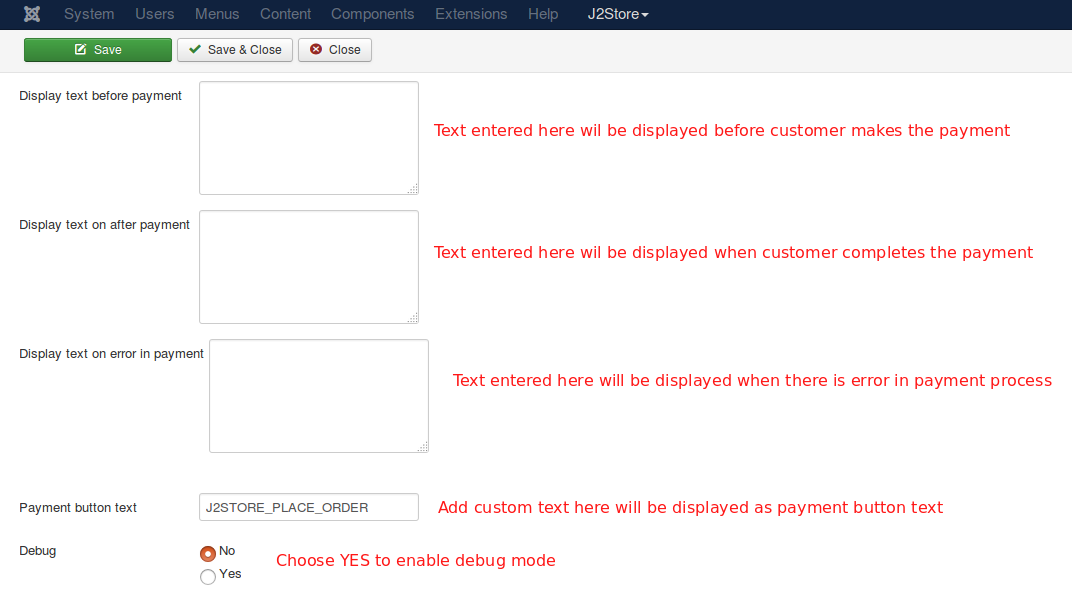 System Users Menus Content Components Extensions Help J2Store
Save Save & Close Close
Display text before payment
Text entered here wil be displayed before customer makes the payment
Display text on after payment
Text entered here wil be displayed when customer completes the payment
Display text on error in payment
Text entered here will be displayed when there is error in payment process
Payment button text J2STORE_PLACE_ORDER Add custom text here will be displayed as payment button text
Debug No
Choose YES to enable debug mode
Yes